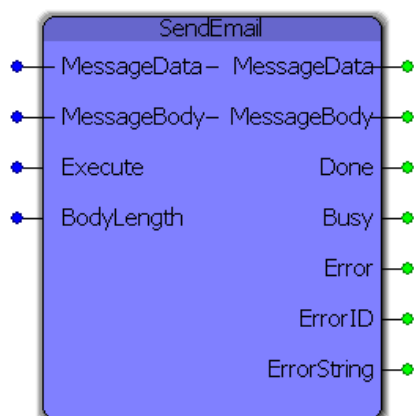 SendEmail
MessageData MessageData
MessageBody MessageBody
Execute Done
BodyLength Busy
Error
ErrorID
ErrorString